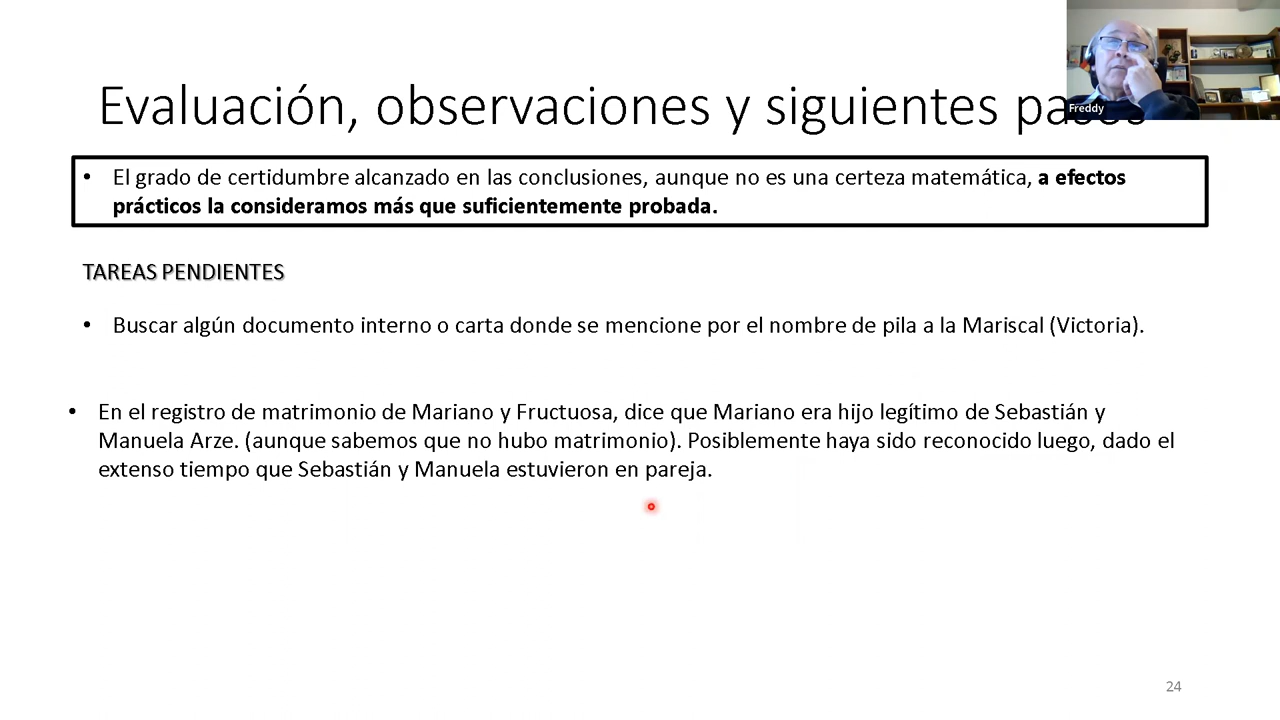 Evaluación, observaciones y siguientes pasos
Freddy
• El grado de certidumbre alcanzado en las conclusiones, aunque no es una certeza matemática, a efectos
prácticos la consideramos más que suficientemente probada.
TAREAS PENDIENTES
• Buscar algún documento interno o carta donde se mencione por el nombre de pila a la Mariscal (Victoria).
• En el registro de matrimonio de Mariano y Fructuosa, dice que Mariano era hijo legítimo de Sebastián y
Manuela Arze. (aunque sabemos que no hubo matrimonio). Posiblemente haya sido reconocido luego, dado el
extenso tiempo que Sebastián y Manuela estuvieron en pareja.
24